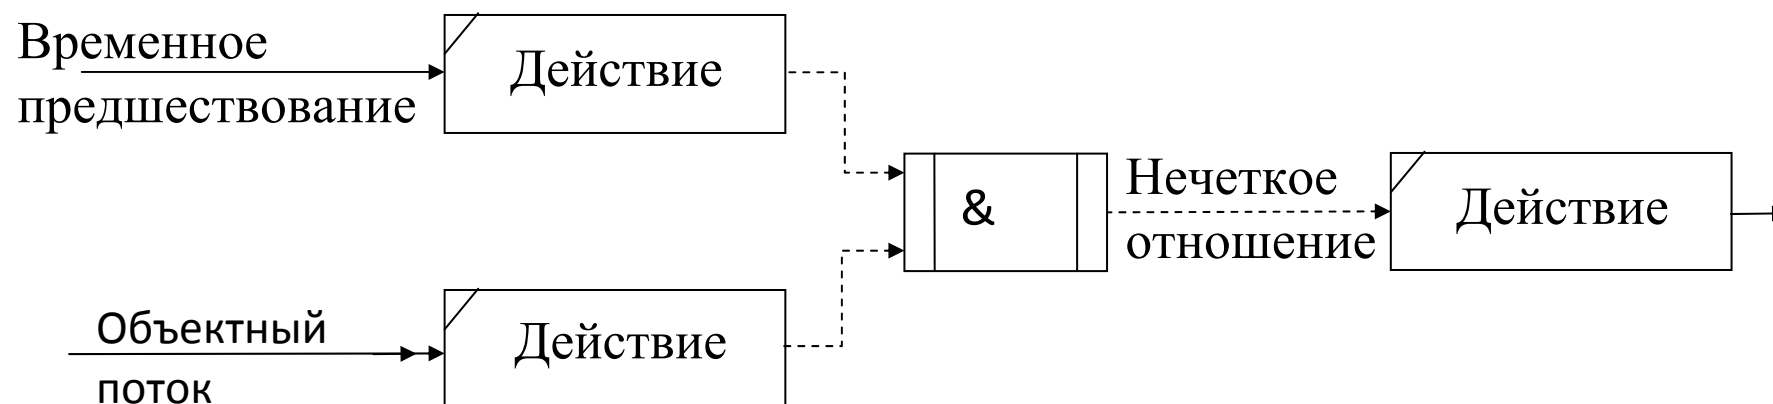 Временное
предшествование
Действие
&
Нечеткое
отношение
Действие
Объектный
поток
Действие